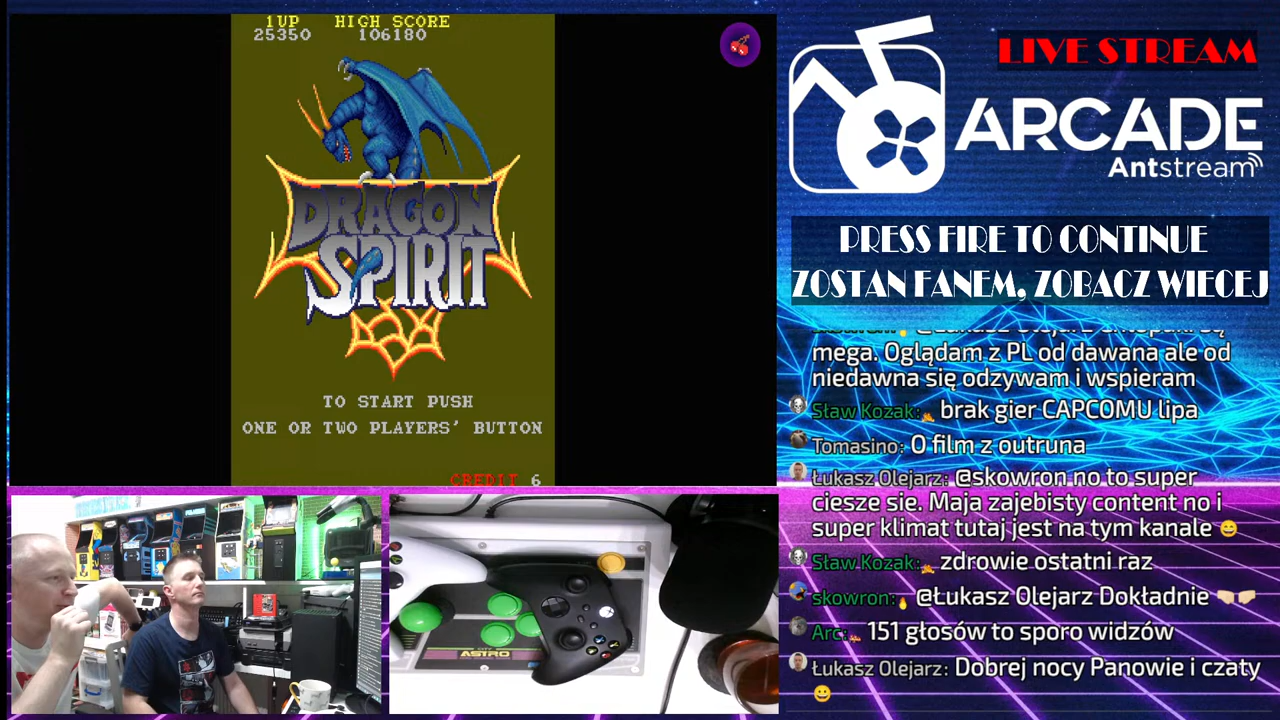 1UP HIGH SCORE
25350 106180
DRAGON
SPIRIT
TO START PUSH
ONE OR TWO PLAYERS' BUTTON
CREDIT 6
LIVE STREAM
ARCADE
Antstream
PRESS FIRE TO CONTINUE
ZOSTAN FANEM, ZOBACZ WIECEJ
mega. Oglądam z PL od dawana ale od
niedawna się odzywam i wspieram
Sław Kozak: brak gier CAPCOMU lipa
Tomasino: O film z outruna
Łukasz Olejarz: @skowron no to super
ciesze sie. Maja zajebisty content no i
super klimat tutaj jest na tym kanale 😄
Sław Kozak: zdrowie ostatni raz
skowron: @Łukasz Olejarz Dokładnie 🤜🤛
Arc: 151 głosów to sporo widzów
Łukasz Olejarz: Dobrej nocy Panowie i czaty
😀
ASTRO